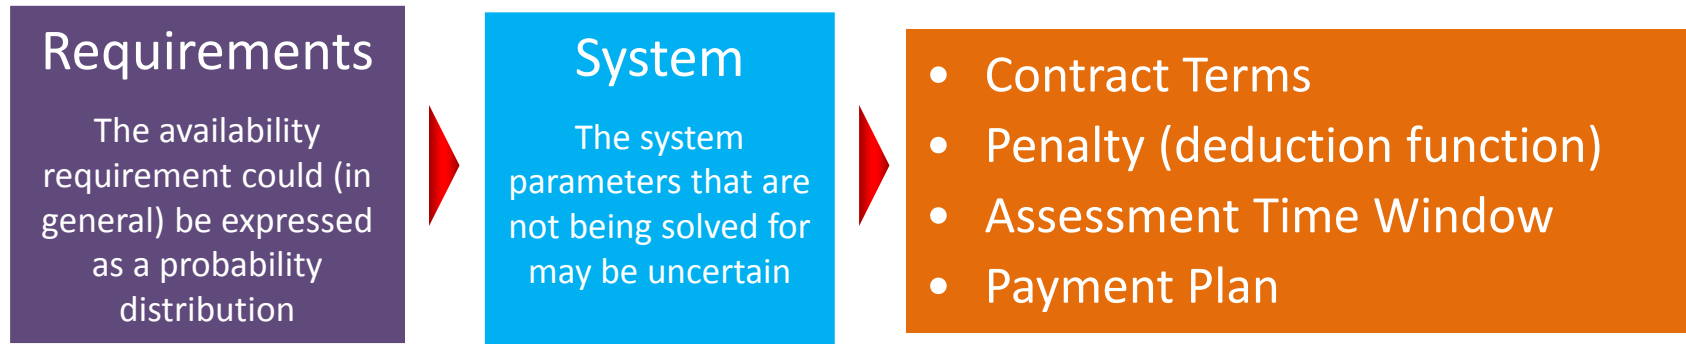 Requirements
The availability
requirement could (in
general) be expressed
as a probability
distribution
System
The system
parameters that are
not being solved for
may be uncertain
• Contract Terms
• Penalty (deduction function)
• Assessment Time Window
• Payment Plan